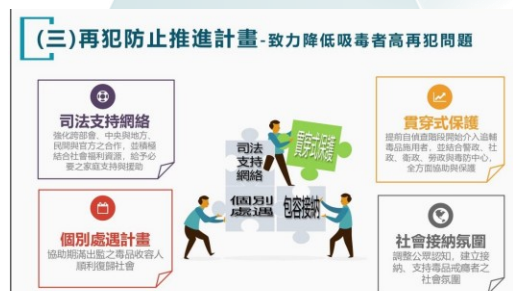 (三)再犯防止推進計畫-致力降低吸毒者高再犯問題
司法支持網絡
強化跨部會、中央與地方、
民間與官方之合作,並積極
結合社會福利資源,給予必
要之家庭支持與援助
個別處遇計畫
協助期滿出監之毒品收容人
順利復歸社會
司法
支持
網絡
貫穿式保護
個別
處遇
包容接納
貫穿式保護
提前自偵查階段開始介入追輔
毒品施用者,並結合警政、社
政、衛政、勞政與毒防中心,
全方面協助與保護
社會接納氛圍
調整公眾認知,建立接
納、支持毒品戒癮者之
社會氛圍